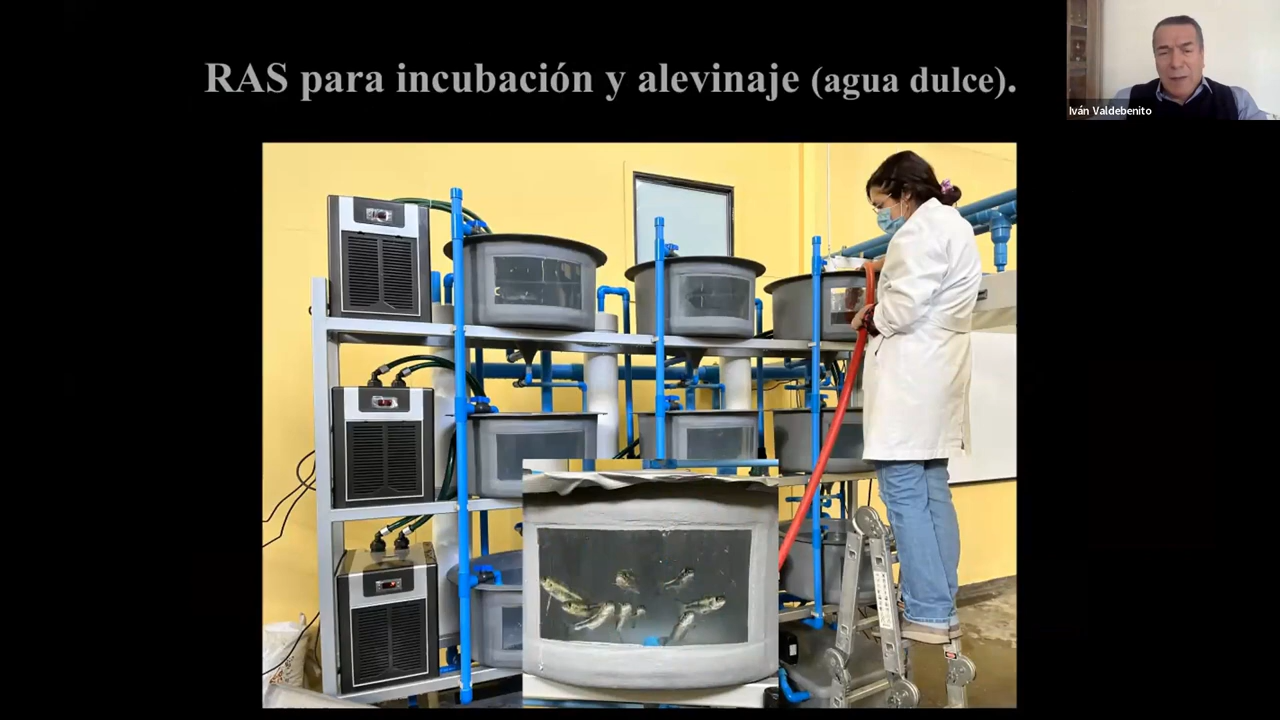 RAS para incubación y alevinaje (agua dulce).
Iván Valdebenito